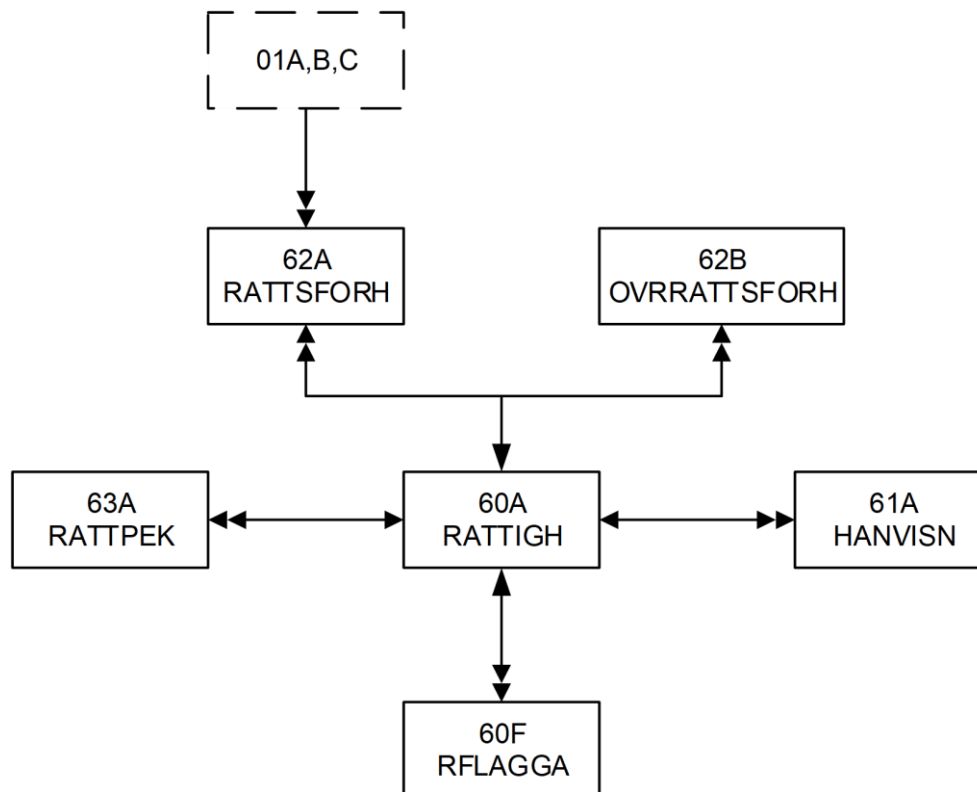 01A,B,C
62A
RATTSFORH
62B
OVRRATTSFORH
63A
RATTPEK
60A
RATTIGH
61A
HANVISN
60F
RFLAGGA